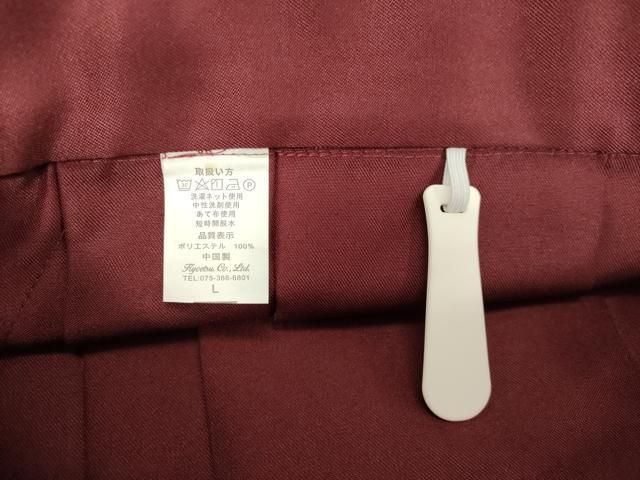 取扱い方
洗濯ネット使用
中性洗剤使用
あて布使用
短時間脱水
品質表示
ポリエステル 100%
中国製
Co., Ltd.
TEL:075-366-6801
L